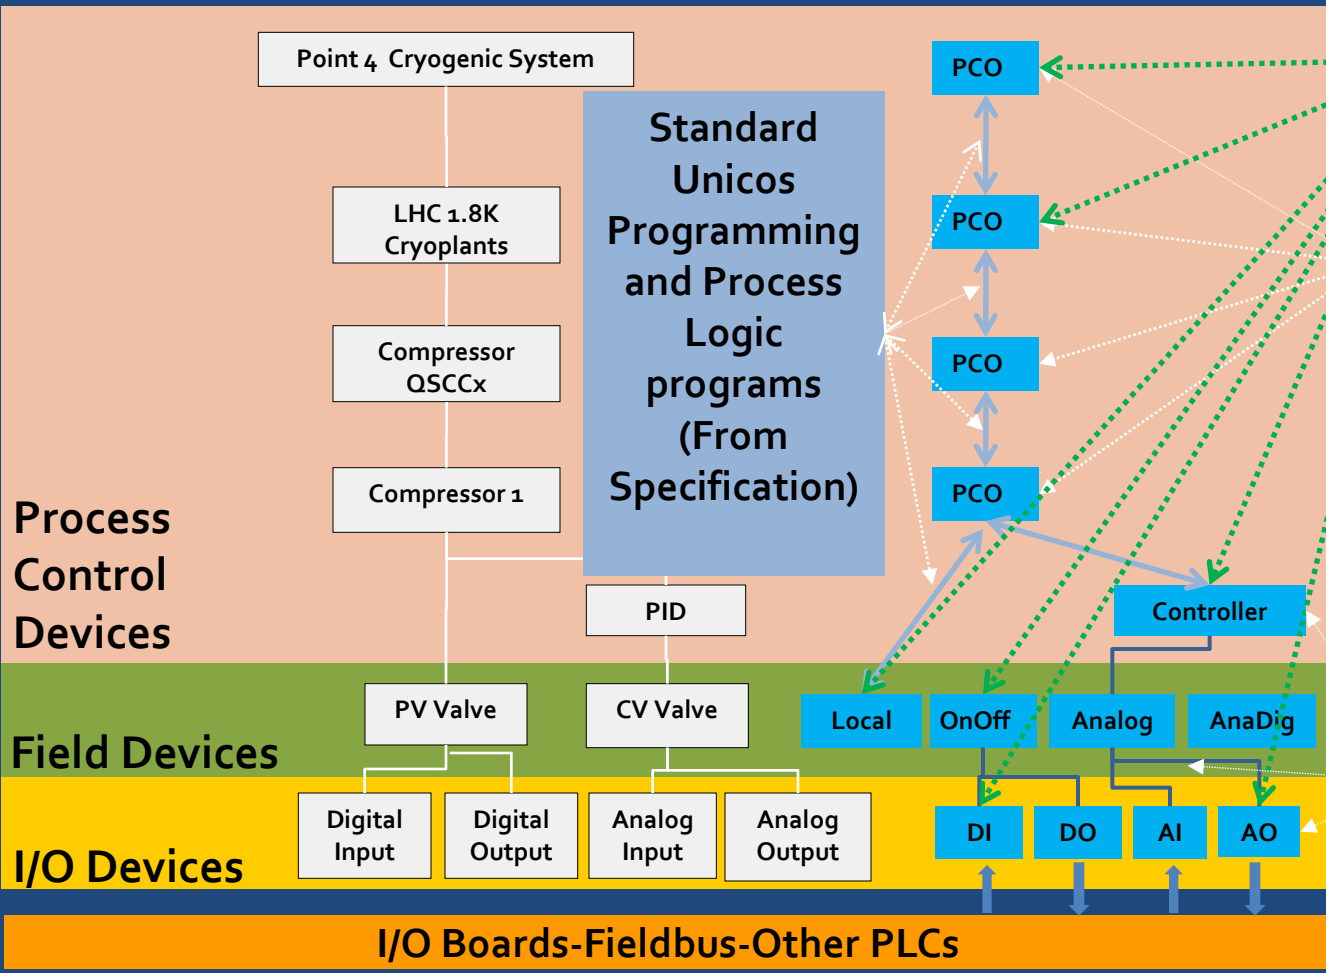 Point 4 Cryogenic System
LHC 1.8K
Cryoplants
Compressor
QSCCx
Compressor 1
PID
PV Valve
CV Valve
Digital
Input
Digital
Output
Analog
Input
Analog
Output
Standard
Unicos
Programming
and Process
Logic
programs
(From
Specification)
PCO
PCO
PCO
PCO
Controller
Local
OnOff
Analog
AnaDig
DI
DO
AI
AO
Process
Control
Devices
Field Devices
I/O Devices
I/O Boards-Fieldbus-Other PLCs